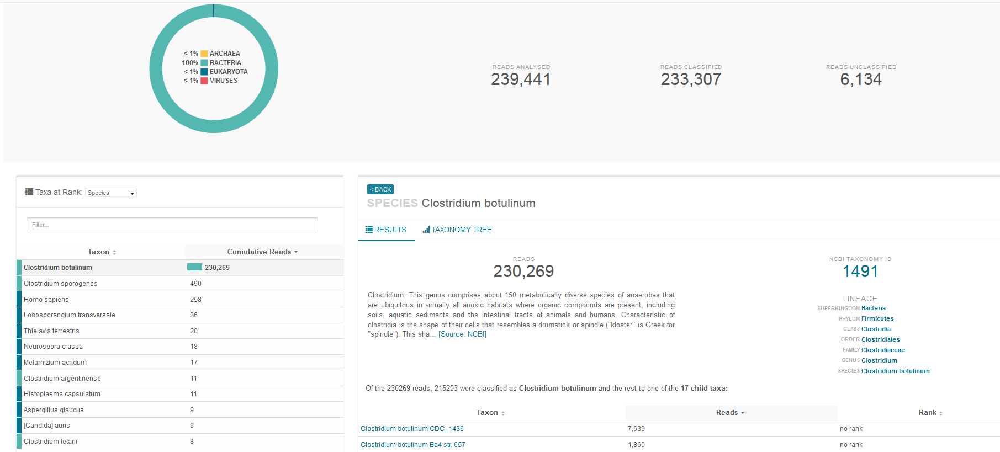 < 1% ARCHAEA
100% BACTERIA
< 1% EUKARYOTA
< 1% VIRUSES
READS ANALYSED
239,441
READS CLASSIFIED
233,307
READS UNCLASSIFIED
6,134
Taxa at Rank: Species
Filter...
Taxon Cumulative Reads
Clostridium botulinum 230,269
Clostridium sporogenes 490
Homo sapiens 258
Lobosporangium transversale 36
Thielavia terrestris 20
Neurospora crassa 18
Metarhizium acridum 17
Clostridium argentinense 11
Histoplasma capsulatum 11
Aspergillus glaucus 9
[Candida] auris 9
Clostridium tetani 8
< BACK
SPECIES Clostridium botulinum
RESULTS TAXONOMY TREE
READS
230,269
Clostridium. This genus comprises about 150 metabolically diverse species of anaerobes that
are ubiquitous in virtually all anoxic habitats where organic compounds are present, including
soils, aquatic sediments and the intestinal tracts of animals and humans. Characteristic of
clostridia is the shape of their cells that resembles a drumstick or spindle ("kloster" is Greek for
"spindle"). This sha... [Source: NCBI]
NCBI TAXONOMY ID
1491
LINEAGE
SUPERKINGDOM Bacteria
PHYLUM Firmicutes
CLASS Clostridia
ORDER Clostridiales
FAMILY Clostridiaceae
GENUS Clostridium
SPECIES Clostridium botulinum
Of the 230269 reads, 215203 were classified as Clostridium botulinum and the rest to one of the 17 child taxa:
Taxon Reads Rank
Clostridium botulinum CDC_1436 7,639 no rank
Clostridium botulinum Ba4 str. 657 1,860 no rank